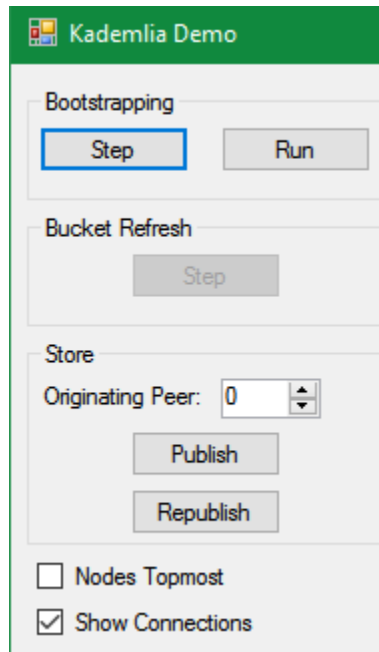 Kademlia Demo
Bootstrapping
Step Run
Bucket Refresh
Step
Store
Originating Peer: 0
Publish
Republish
Nodes Topmost
Show Connections